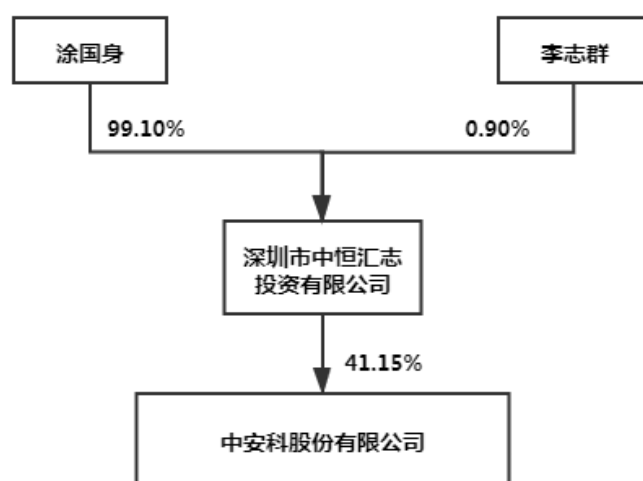 涂国身
李志群
99.10%
0.90%
深圳市中恒汇志
投资有限公司
41.15%
中安科股份有限公司